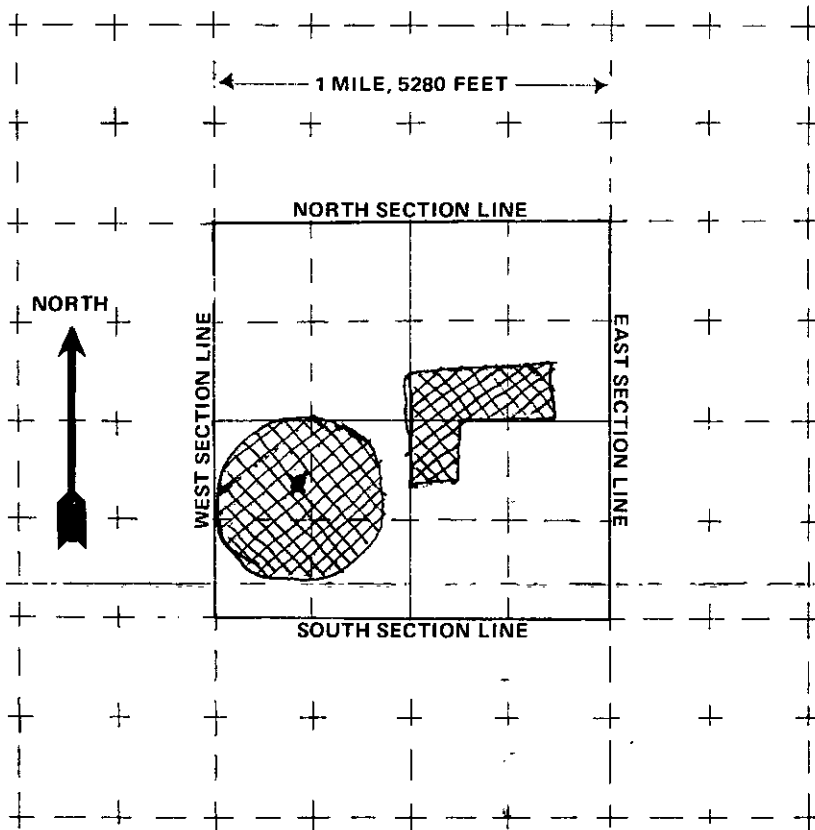 1 MILE, 5280 FEET
NORTH SECTION LINE
NORTH
WEST SECTION LINE
EAST SECTION LINE
SOUTH SECTION LINE